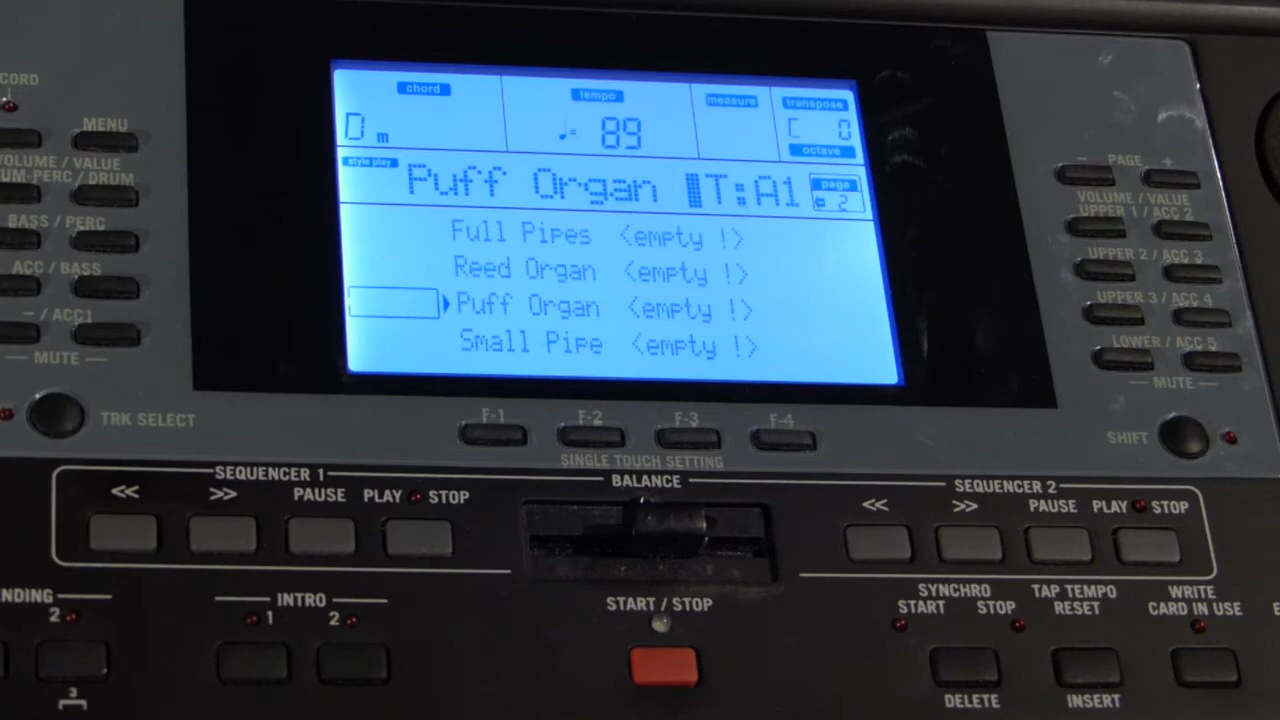 CORD
MENU
VOLUME / VALUE
UM-PERC / DRUM
BASS / PERC
ACC / BASS
— / ACC1
MUTE
TRK SELECT
chord
tempo
measure
transpose
Dm
♩= 89
C 0
octave
style play
Puff Organ
T:A1
page
2
Full Pipes <empty !>
Reed Organ <empty !>
Puff Organ <empty !>
Small Pipe <empty !>
F-1 F-2 F-3 F-4
SINGLE TOUCH SETTING
- PAGE +
VOLUME / VALUE
UPPER 1 / ACC 2
UPPER 2 / ACC 3
UPPER 3 / ACC 4
LOWER / ACC 5
MUTE
SHIFT
SEQUENCER 1
<< >> PAUSE PLAY STOP
BALANCE
SEQUENCER 2
<< >> PAUSE PLAY STOP
NDING
2
3
INTRO
1 2
START / STOP
SYNCHRO
START STOP
TAP TEMPO
RESET
WRITE
CARD IN USE
E
DELETE
INSERT